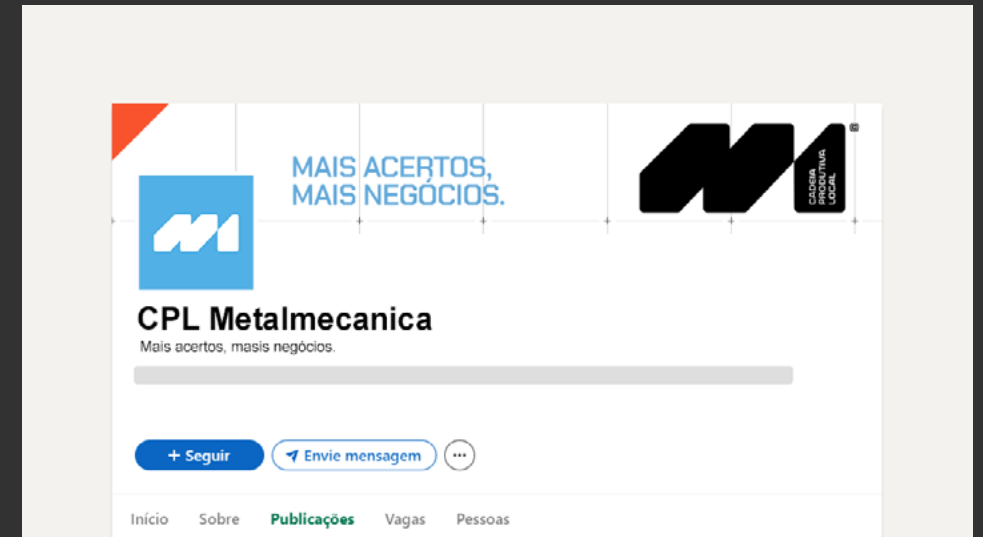 MAIS ACERTOS,
MAIS NEGÓCIOS.
CADEIA
PRODUTIVA
LOCAL
CPL Metalmecanica
Mais acertos, masis negócios.
+ Seguir
Envie mensagem
...
Início Sobre Publicações Vagas Pessoas